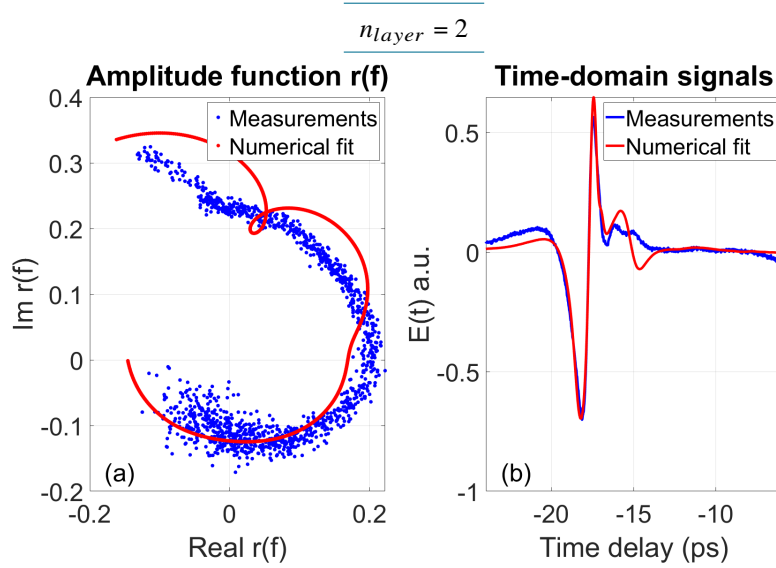 n_layer = 2
Amplitude function r(f)
Measurements
Numerical fit
0.4
0.3
0.2
0.1
0
-0.1
-0.2
Im r(f)
(a)
-0.2
0
0.2
Real r(f)
Time-domain signals
Measurements
Numerical fit
0.5
0
-0.5
-1
E(t) a.u.
(b)
-20
-15
-10
Time delay (ps)